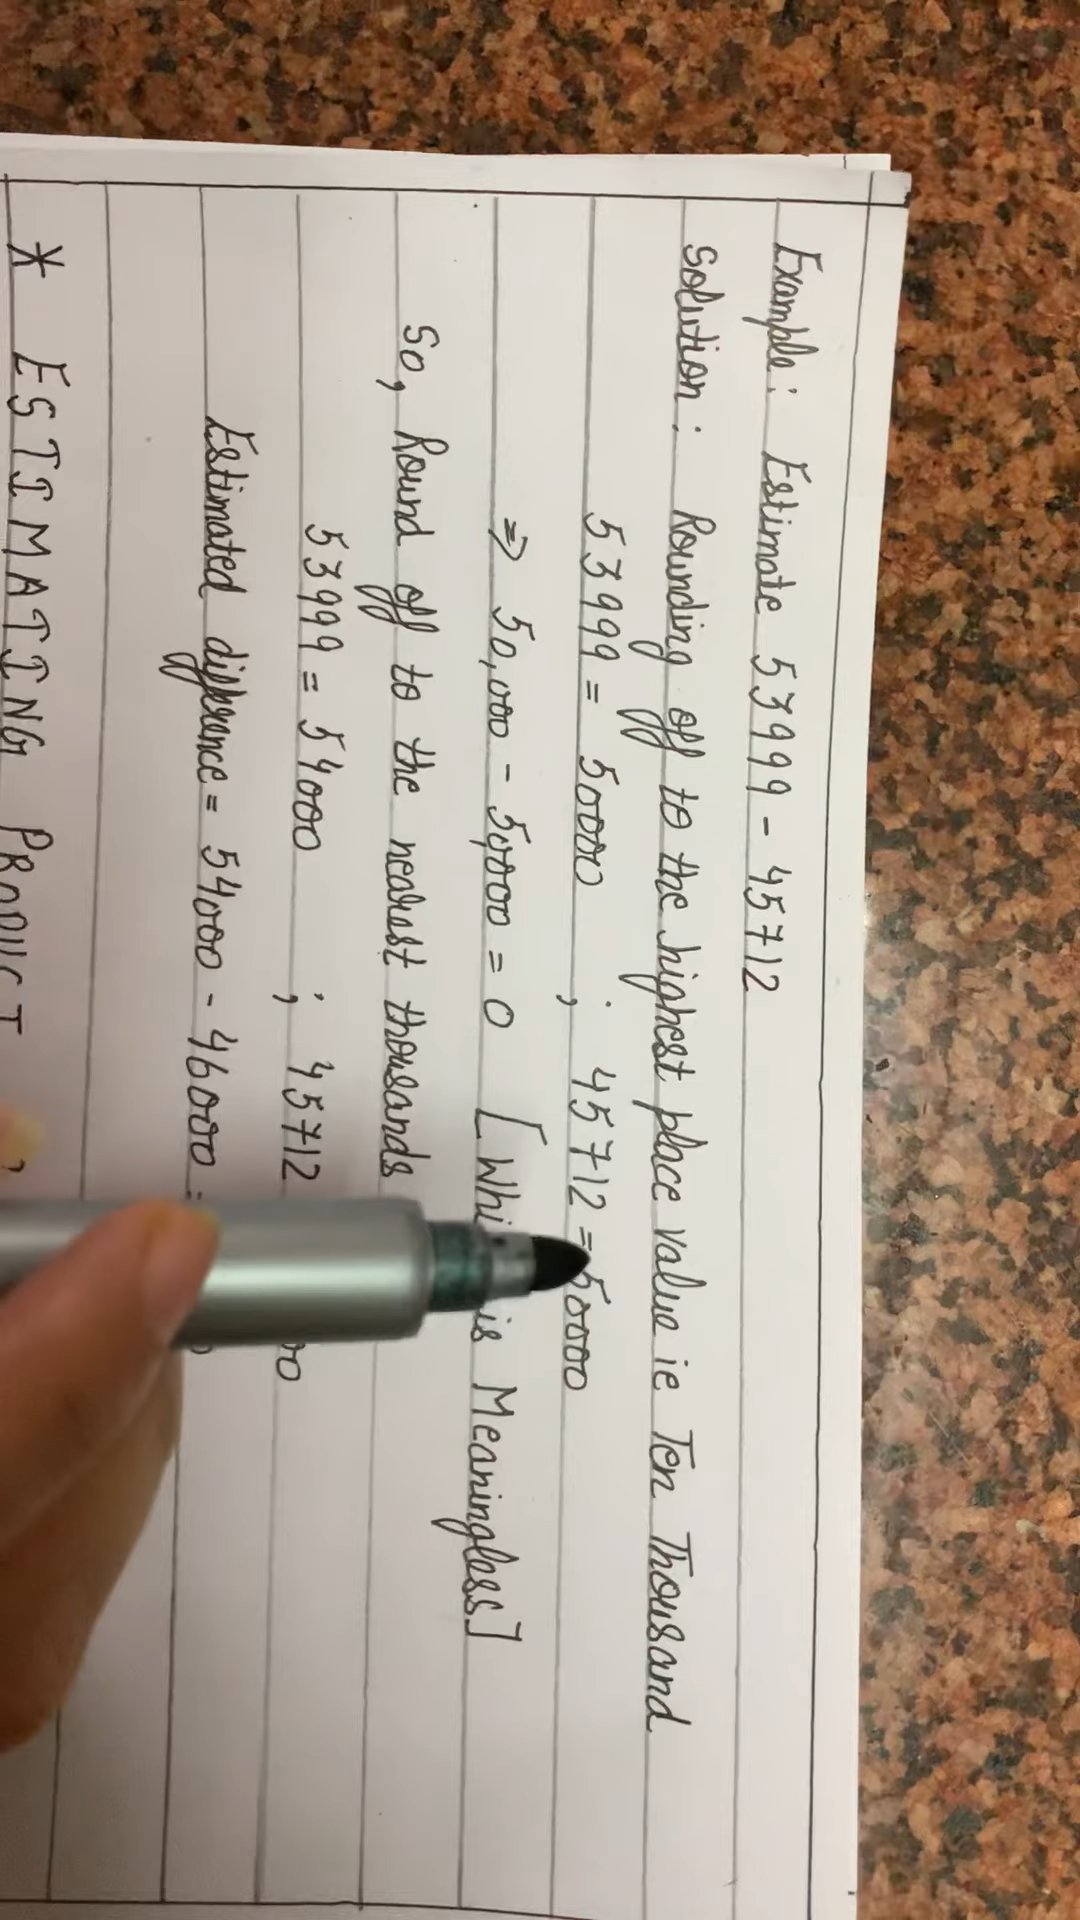 Example: Estimate 53999 - 45712
Solution: Rounding off to the highest place value ie Ten Thousand
53999 = 50000 ; 45712 = 50000
⇒ 50,000 - 50,000 = 0 [ is Meaningless]
So, Round off to the nearest thousands
53999 = 54000 ; 45712
Estimated difference = 54000 - 46000 =
* ESTIMATING PRODUCT